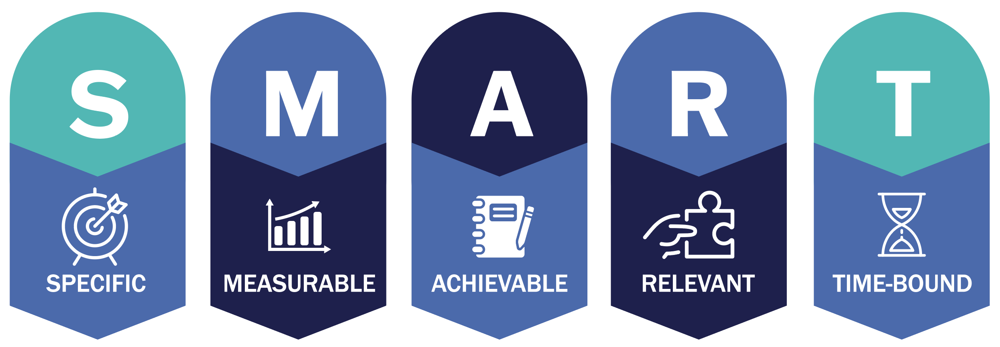 S
SPECIFIC
M
MEASURABLE
A
ACHIEVABLE
R
RELEVANT
T
TIME-BOUND